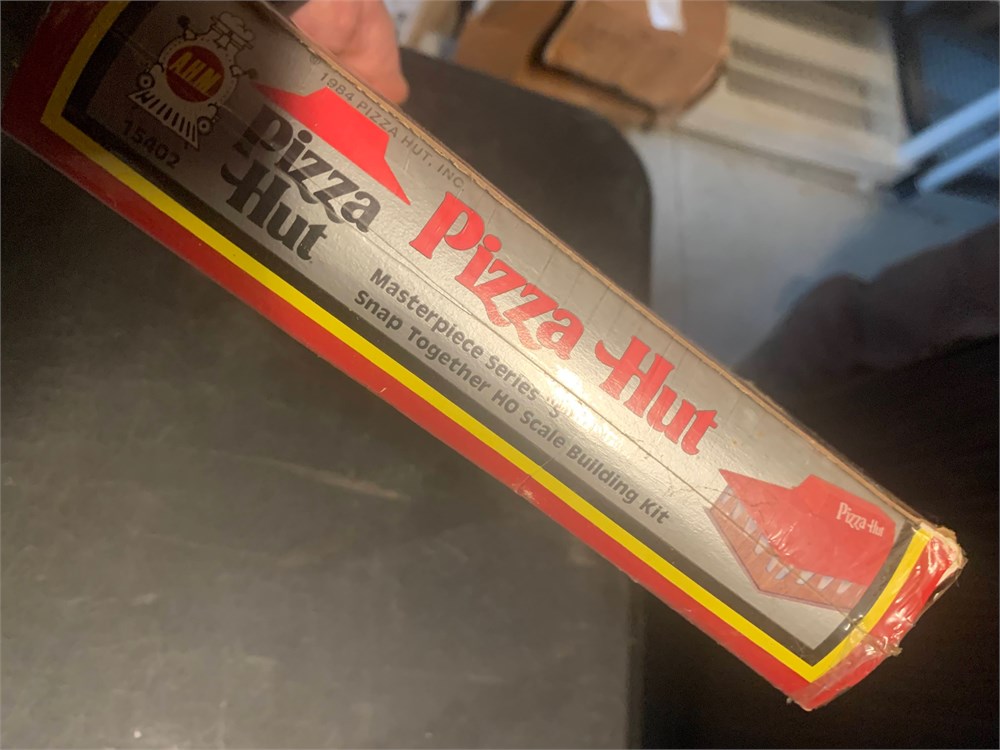 AHM
15402
© 1984 PIZZA HUT, INC.
Pizza
Hut
Pizza Hut
Masterpiece Series
Snap Together HO Scale Building Kit
Pizza Hut